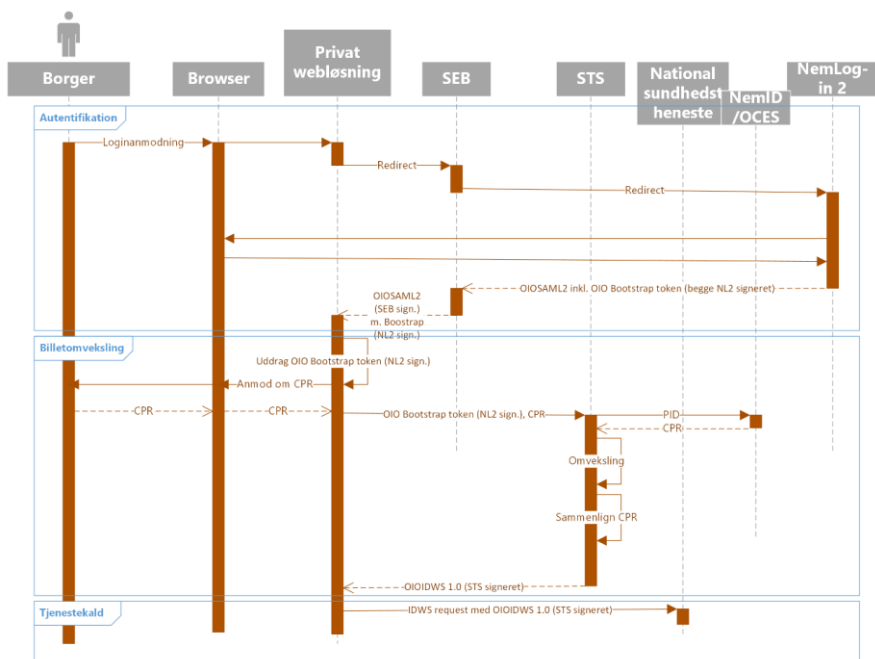 Borger
Browser
Privat
webløsning
SEB
STS
National
sundhedst
heneste
NemID
/OCES
NemLog-
in 2
Autentifikation
Loginanmodning
Redirect
Redirect
OIOSAML2 inkl. OIO Bootstrap token (begge NL2 signeret)
OIOSAML2
(SEB sign.)
m. Boostrap
(NL2 sign.)
Billetomveksling
Uddrag OIO Bootstrap token (NL2 sign.)
Anmod om CPR
CPR
CPR
OIO Bootstrap token (NL2 sign.), CPR
PID
CPR
Omveksling
Sammenlign CPR
OIOIDWS 1.0 (STS signeret)
Tjenestekald
IDWS request med OIOIDWS 1.0 (STS signeret)